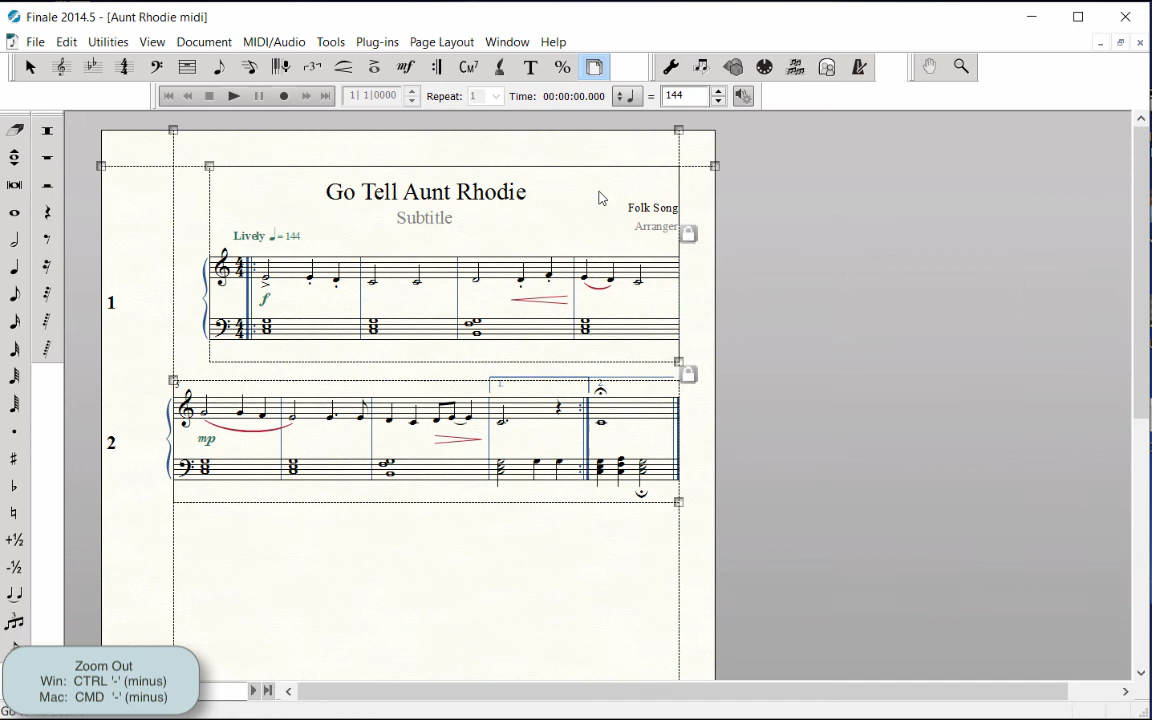 Finale 2014.5 - [Aunt Rhodie midi]
File Edit Utilities View Document MIDI/Audio Tools Plug-ins Page Layout Window Help
1| 1|0000 Repeat: 1 Time: 00:00:00.000 = 144
Go Tell Aunt Rhodie
Subtitle
Folk Song
Arranger
Lively = 144
f
1
1.
2.
mp
2
Zoom Out
Win: CTRL '-' (minus)
Mac: CMD '-' (minus)